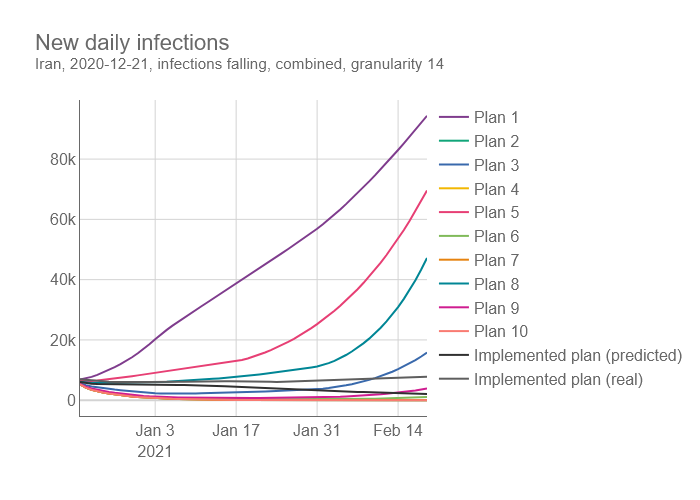 New daily infections
Iran, 2020-12-21, infections falling, combined, granularity 14
80k
60k
40k
20k
0
Jan 3
2021
Jan 17
Jan 31
Feb 14
Plan 1
Plan 2
Plan 3
Plan 4
Plan 5
Plan 6
Plan 7
Plan 8
Plan 9
Plan 10
Implemented plan (predicted)
Implemented plan (real)